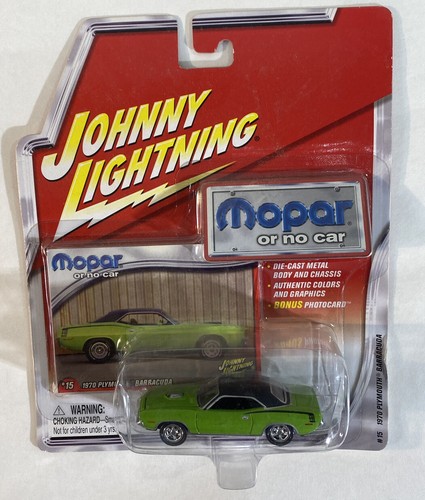 JOHNNY
LIGHTNING
Mopar
or no car
Mopar
or no car
• DIE-CAST METAL
BODY AND CHASSIS
• AUTHENTIC COLORS
AND GRAPHICS
• BONUS PHOTOCARD™
#15 1970 BARRACUDA
JOHNNY
LIGHTNING
WARNING:
CHOKING HAZARD—
Not for children under 3 yrs.
#15 1970 PLYMOUTH® BARRACUDA